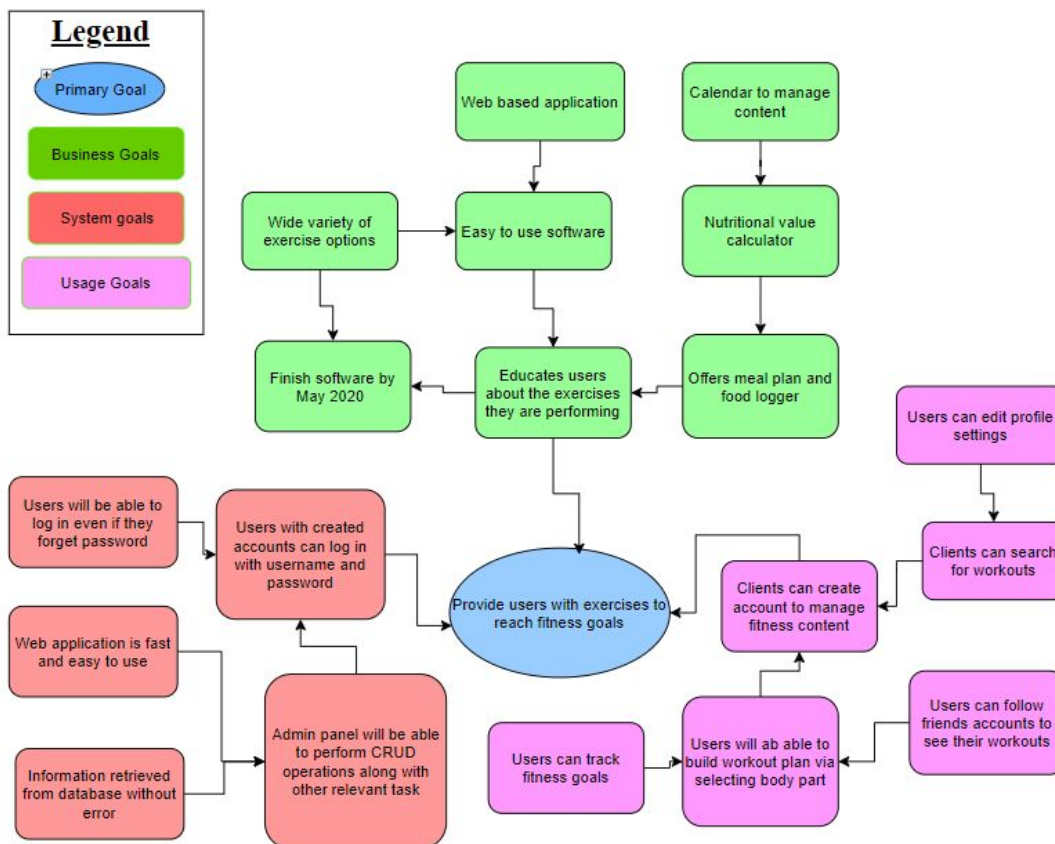 Legend
Primary Goal
Business Goals
System goals
Usage Goals
Web based application
Calendar to manage
content
Wide variety of
exercise options
Easy to use software
Nutritional value
calculator
Finish software by
May 2020
Educates users
about the exercises
they are performing
Offers meal plan and
food logger
Users can edit profile
settings
Users will be able to
log in even if they
forget password
Users with created
accounts can log in
with username and
password
Clients can search
for workouts
Provide users with exercises to
reach fitness goals
Clients can create
account to manage
fitness content
Web application is fast
and easy to use
Admin panel will be able
to perform CRUD
operations along with
other relevant task
Users can follow
friends accounts to
see their workouts
Users can track
fitness goals
Users will ab able to
build workout plan via
selecting body part
Information retrieved
from database without
error